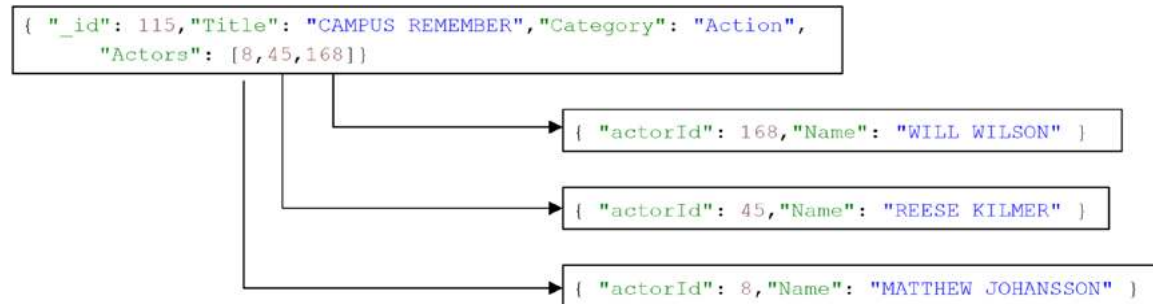 { "_id": 115,"Title": "CAMPUS REMEMBER","Category": "Action",
"Actors": [8,45,168]}
{ "actorId": 168,"Name": "WILL WILSON" }
{ "actorId": 45,"Name": "REESE KILMER" }
{ "actorId": 8,"Name": "MATTHEW JOHANSSON" }